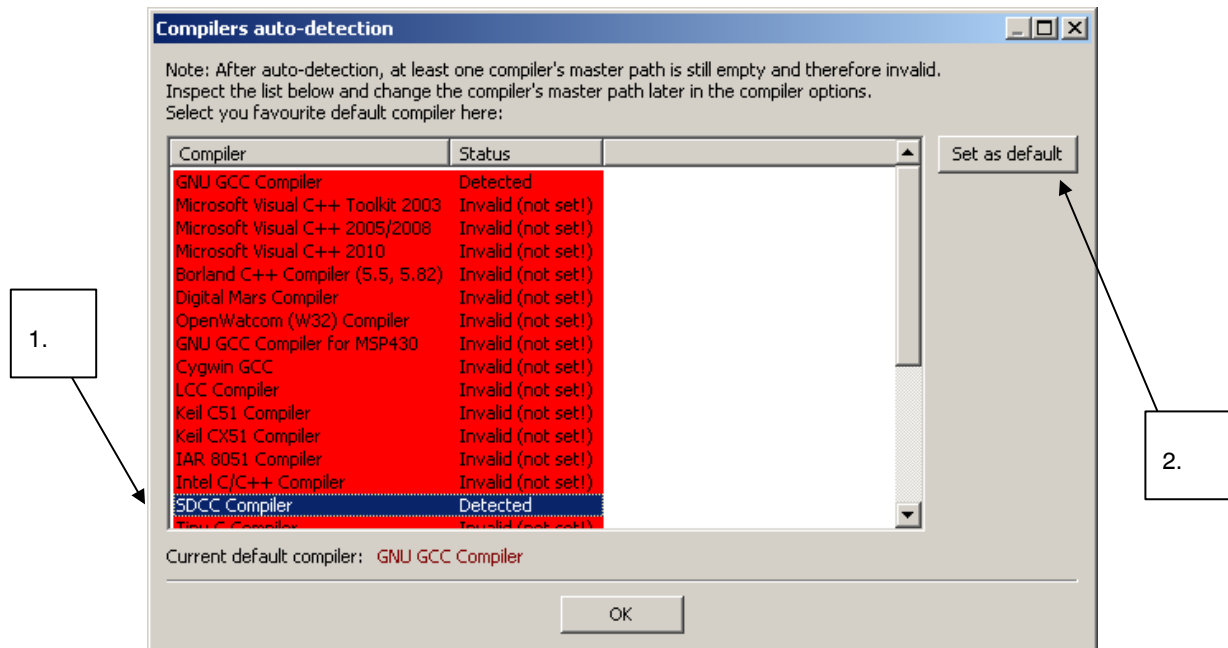 Compilers auto-detection
Note: After auto-detection, at least one compiler's master path is still empty and therefore invalid.
Inspect the list below and change the compiler's master path later in the compiler options.
Select you favourite default compiler here:
Compiler Status
Set as default
GNU GCC Compiler Detected
Microsoft Visual C++ Toolkit 2003 Invalid (not set!)
Microsoft Visual C++ 2005/2008 Invalid (not set!)
Microsoft Visual C++ 2010 Invalid (not set!)
Borland C++ Compiler (5.5, 5.82) Invalid (not set!)
Digital Mars Compiler Invalid (not set!)
OpenWatcom (W32) Compiler Invalid (not set!)
1.
GNU GCC Compiler for MSP430 Invalid (not set!)
Cygwin GCC Invalid (not set!)
LCC Compiler Invalid (not set!)
Keil C51 Compiler Invalid (not set!)
Keil CX51 Compiler Invalid (not set!)
IAR 8051 Compiler Invalid (not set!)
2.
Intel C/C++ Compiler Invalid (not set!)
SDCC Compiler Detected
Tiny C Compiler Invalid (not set!)
Current default compiler: GNU GCC Compiler
OK